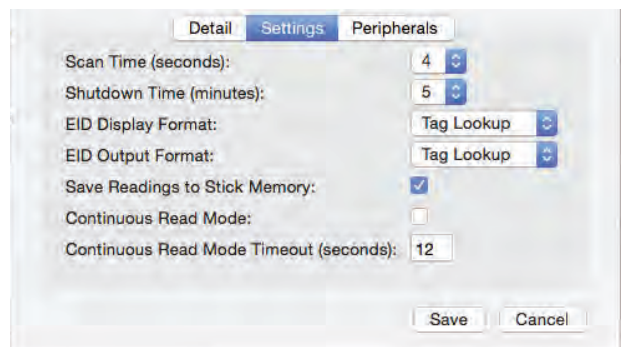 Detail Settings Peripherals
Scan Time (seconds): 4
Shutdown Time (minutes): 5
EID Display Format: Tag Lookup
EID Output Format: Tag Lookup
Save Readings to Stick Memory:
Continuous Read Mode:
Continuous Read Mode Timeout (seconds): 12
Save Cancel